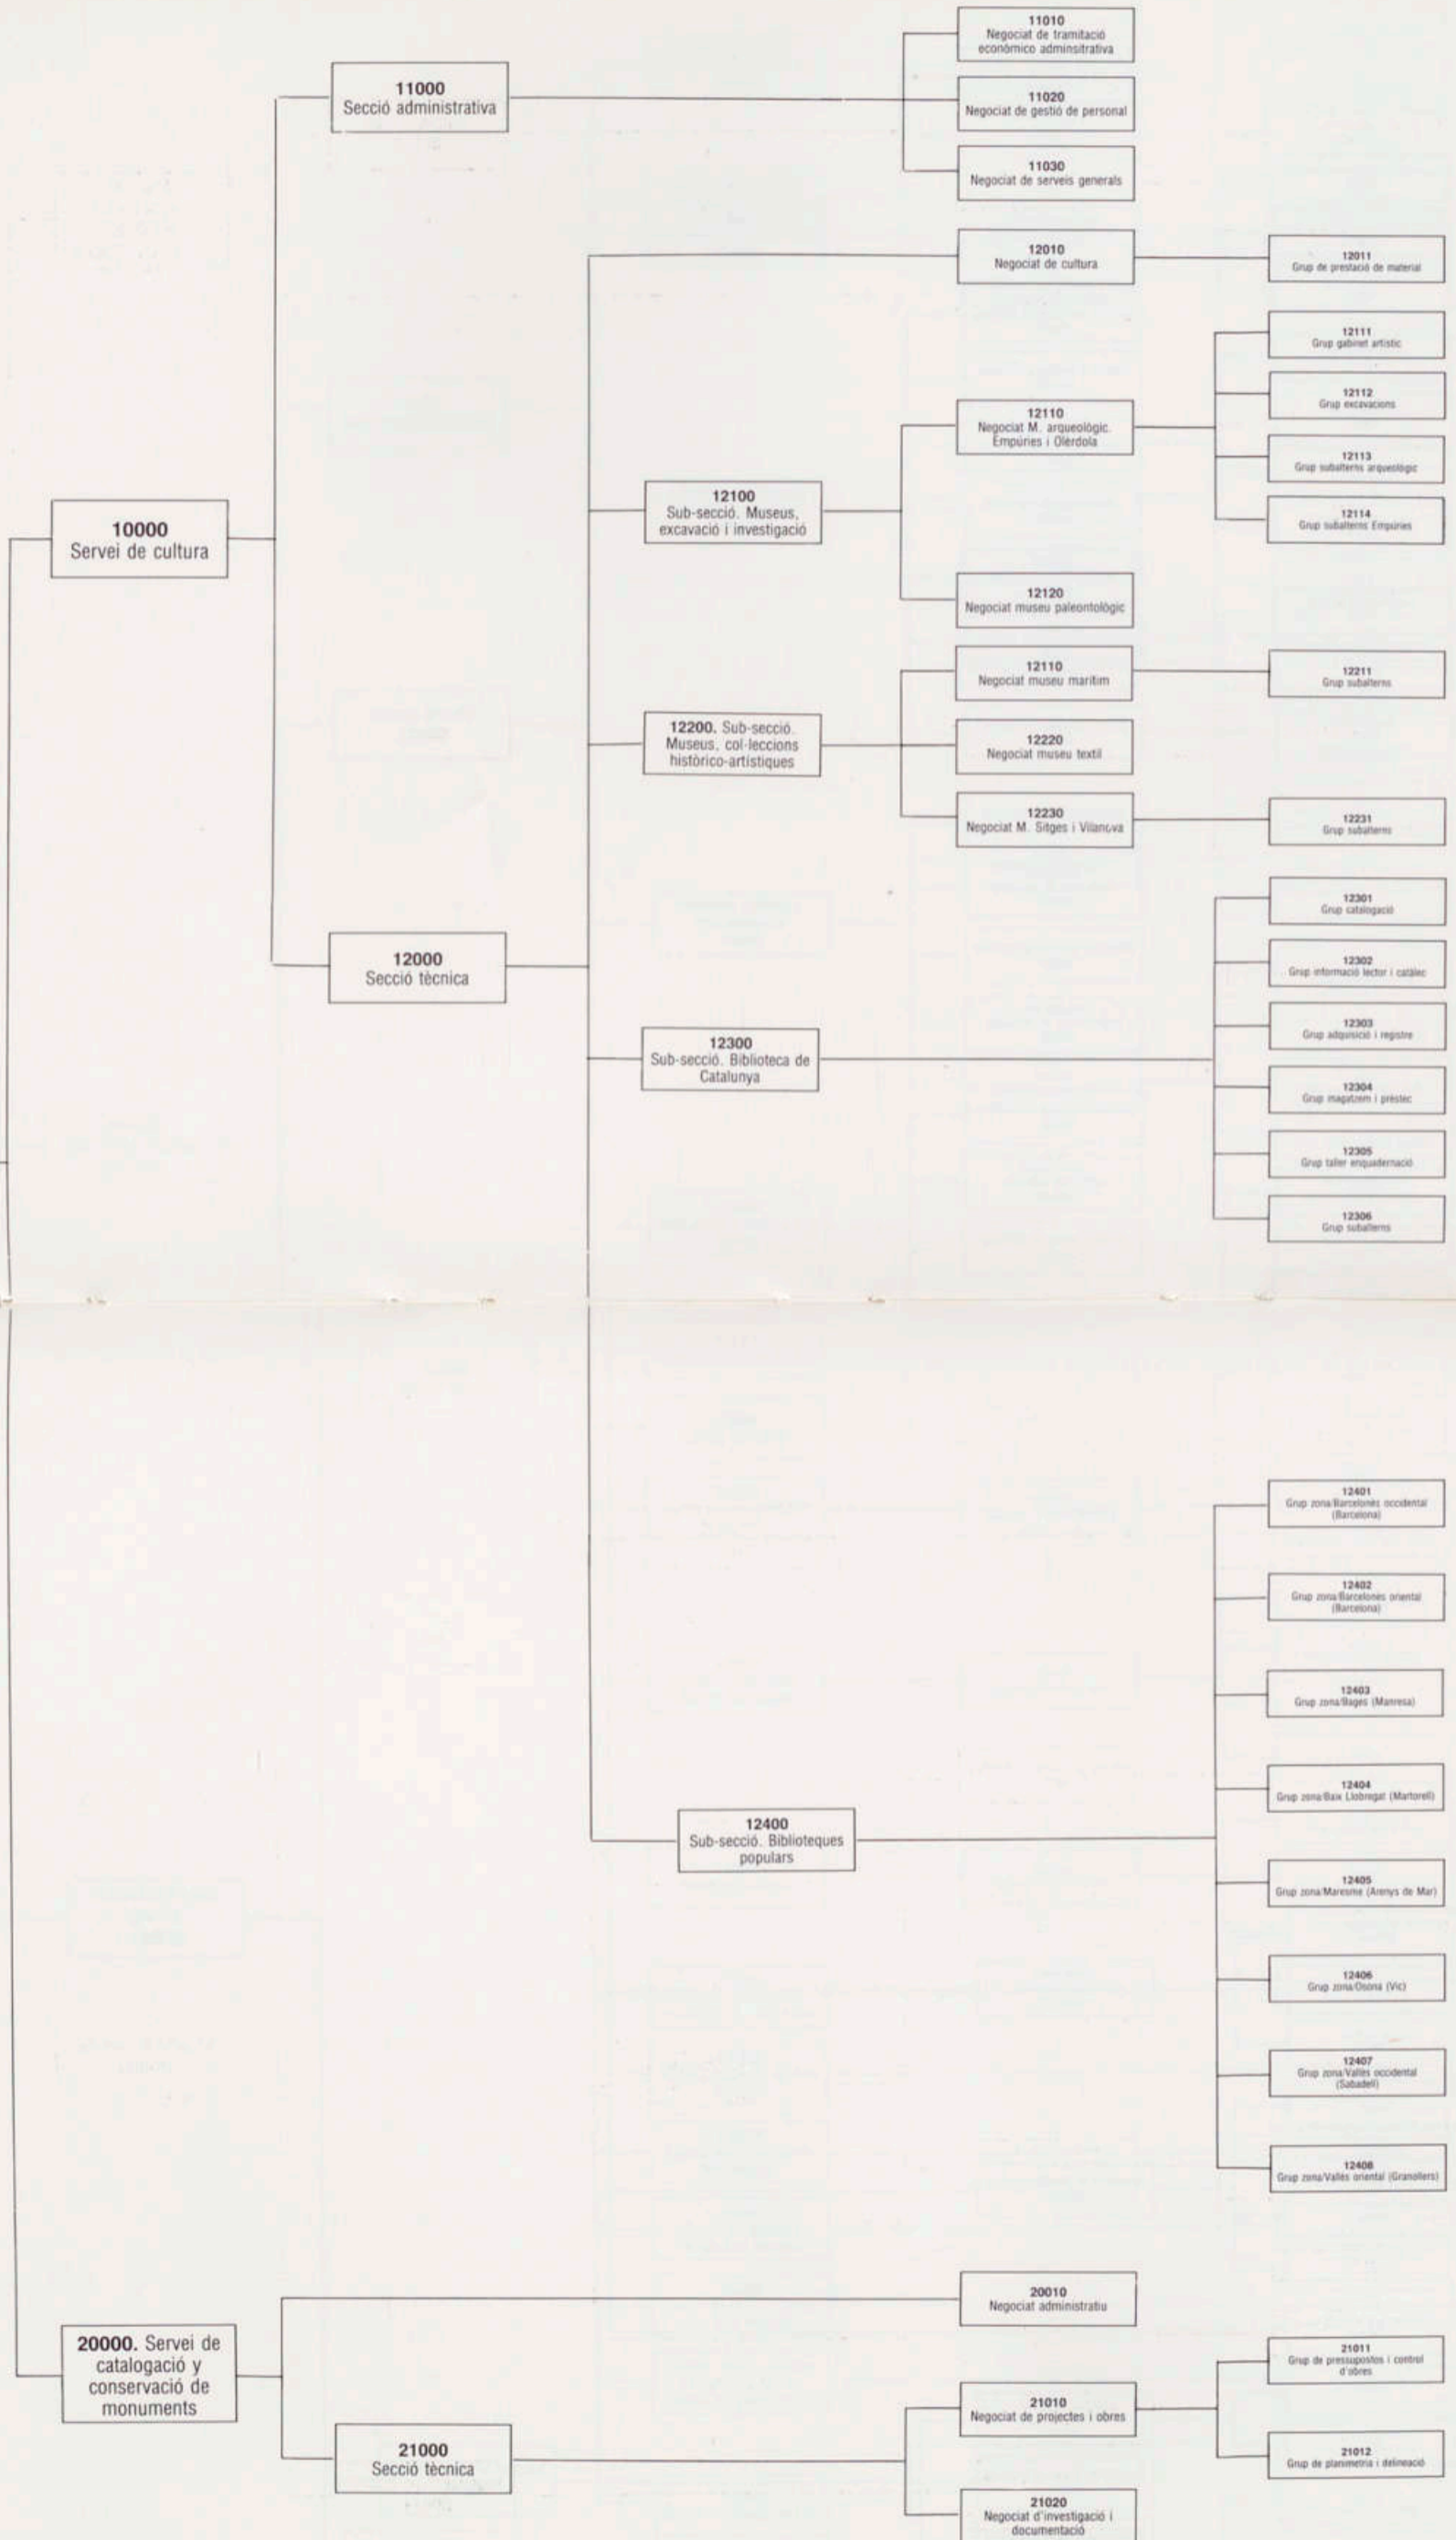 11010
Negociat de tramitació
econòmico adminsitrativa
11000
Secció administrativa
11020
Negociat de gestió de personal
11030
Negociat de serveis generals
12010
Negociat de cultura
12011
Grup de prestació de material
12111
Grup gabinet artístic
12112
Grup excavacions
12110
Negociat M. arqueològic.
Empúries i Olèrdola
12113
Grup subalterns arqueològic
12114
Grup subalterns Empúries
12100
Sub-secció. Museus,
excavació i investigació
10000
Servei de cultura
12120
Negociat museu paleontològic
12110
Negociat museu marítim
12211
Grup subalterns
12200. Sub-secció.
Museus, col·leccions
històrico-artístiques
12220
Negociat museu textil
12230
Negociat M. Sitges i Vilanova
12231
Grup subalterns
12301
Grup catalogació
12000
Secció tècnica
12302
Grup informació lector i catàlec
12303
Grup adquisició i registre
12300
Sub-secció. Biblioteca de
Catalunya
12304
Grup magatzem i préstec
12305
Grup taller enquadernació
12306
Grup subalterns
12401
Grup zona/Barcelonès occidental
(Barcelona)
12402
Grup zona/Barcelonès oriental
(Barcelona)
12403
Grup zona/Bages (Manresa)
12404
Grup zona/Baix Llobregat (Martorell)
12400
Sub-secció. Biblioteques
populars
12405
Grup zona/Maresme (Arenys de Mar)
12406
Grup zona/Osona (Vic)
12407
Grup zona/Vallès occidental
(Sabadell)
12408
Grup zona/Vallès oriental (Granollers)
20010
Negociat administratiu
20000. Servei de
catalogació y
conservació de
monuments
21011
Grup de pressupostos i control
d'obres
21010
Negociat de projectes i obres
21000
Secció tècnica
21012
Grup de planimetria i delineació
21020
Negociat d'investigació i
documentació